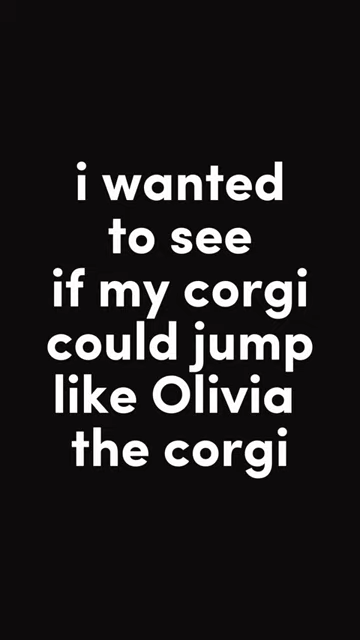 i wanted
to see
if my corgi
could jump
like Olivia
the corgi